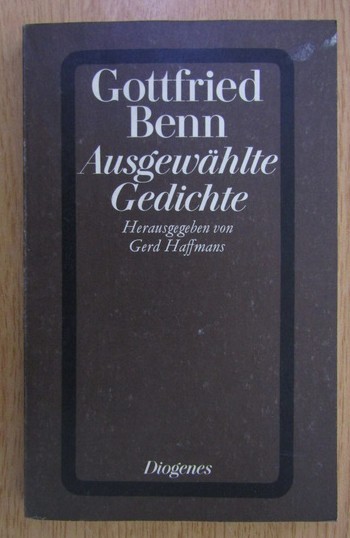 Gottfried
Benn
Ausgewählte
Gedichte
Herausgegeben von
Gerd Haffmans
Diogenes